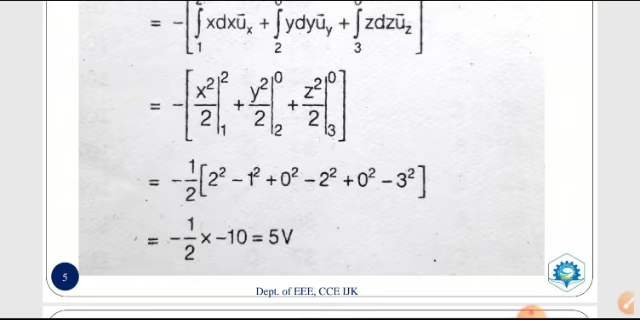 = -[∫₁² xdxūₓ + ∫₂⁰ ydyū_y + ∫₃⁰ zdzū_z]
= -[x²/2|₁² + y²/2|₂⁰ + z²/2|₃⁰]
= -1/2[2² - 1² + 0² - 2² + 0² - 3²]
= -1/2 × -10 = 5V
5
Dept. of EEE, CCE IJK